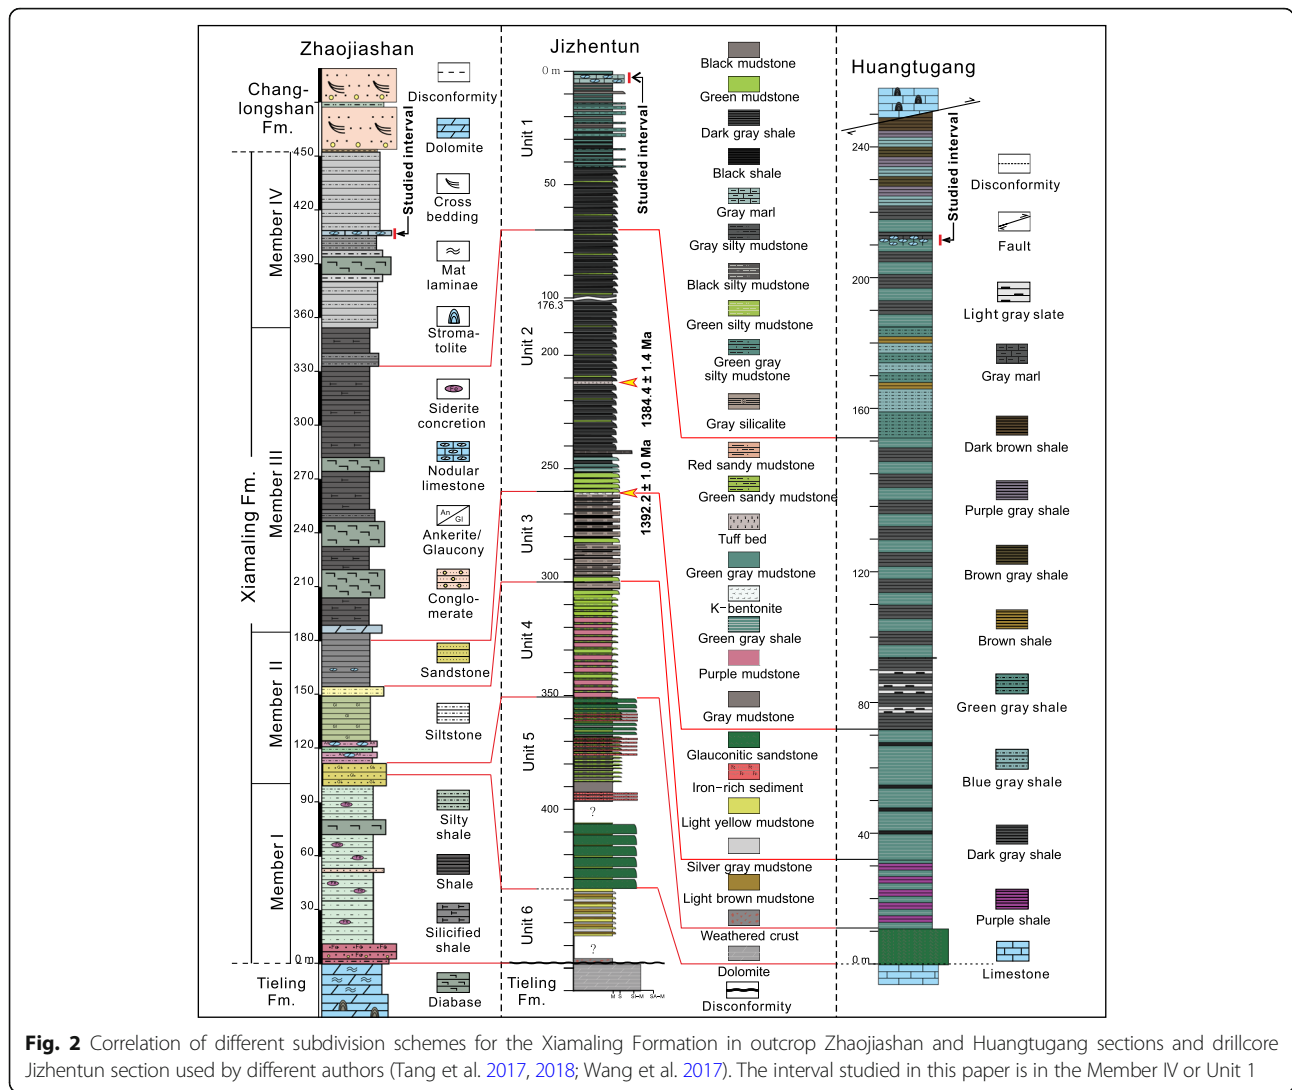 Zhaojiashan
Chang-
longshan
Fm.
450
420
390
360
330
300
270
240
210
180
150
120
90
60
30
0 m
Member IV
Member III
Member II
Member I
Xiamaling Fm.
Tieling
Fm.
Studied interval
Disconformity
Dolomite
Cross
bedding
Mat
laminae
Stroma-
tolite
Siderite
concretion
Nodular
limestone
An
Gl
Ankerite/
Glaucony
Conglo-
merate
Sandstone
Siltstone
Silty
shale
Shale
Silicified
shale
Diabase
Jizhentun
0 m
50
100
176.3
200
250
300
350
400
Unit 1
Unit 2
Unit 3
Unit 4
Unit 5
Unit 6
?
?
Tieling
Fm.
M S SI-M SA-M
Studied interval
1384.4 ± 1.4 Ma
1392.2 ± 1.0 Ma
Black mudstone
Green mudstone
Dark gray shale
Black shale
Gray marl
Gray silty mudstone
Black silty mudstone
Green silty mudstone
Green gray
silty mudstone
Gray silicalite
Red sandy mudstone
Green sandy mudstone
Tuff bed
Green gray mudstone
K-bentonite
Green gray shale
Purple mudstone
Gray mudstone
Glauconitic sandstone
Iron-rich sediment
Light yellow mudstone
Silver gray mudstone
Light brown mudstone
Weathered crust
Dolomite
Disconformity
Huangtugang
240
200
160
120
80
40
0 m
Studied interval
Disconformity
Fault
Light gray slate
Gray marl
Dark brown shale
Purple gray shale
Brown gray shale
Brown shale
Green gray shale
Blue gray shale
Dark gray shale
Purple shale
Limestone
Fig. 2 Correlation of different subdivision schemes for the Xiamaling Formation in outcrop Zhaojiashan and Huangtugang sections and drillcore
Jizhentun section used by different authors (Tang et al. 2017, 2018; Wang et al. 2017). The interval studied in this paper is in the Member IV or Unit 1